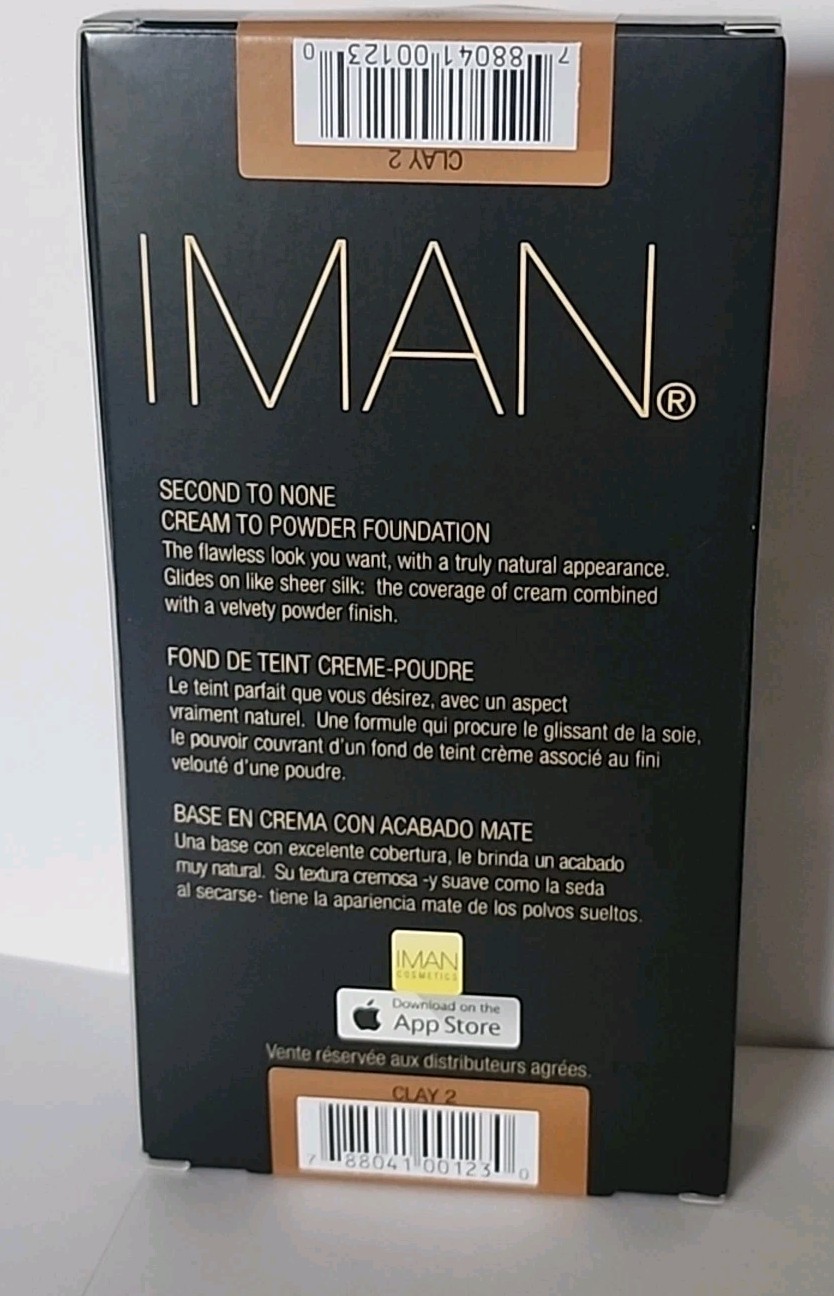 7 88041 00123 0
CLAY 2
IMAN®
SECOND TO NONE
CREAM TO POWDER FOUNDATION
The flawless look you want, with a truly natural appearance.
Glides on like sheer silk: the coverage of cream combined
with a velvety powder finish.
FOND DE TEINT CREME-POUDRE
Le teint parfait que vous désirez, avec un aspect
vraiment naturel. Une formule qui procure le glissant de la soie,
le pouvoir couvrant d'un fond de teint crème associé au fini
velouté d'une poudre.
BASE EN CREMA CON ACABADO MATE
Una base con excelente cobertura, le brinda un acabado
muy natural. Su textura cremosa -y suave como la seda
al secarse- tiene la apariencia mate de los polvos sueltos.
IMAN
COSMETICS
Download on the
App Store
Vente réservée aux distributeurs agrées.
CLAY 2
7 88041 00123 0